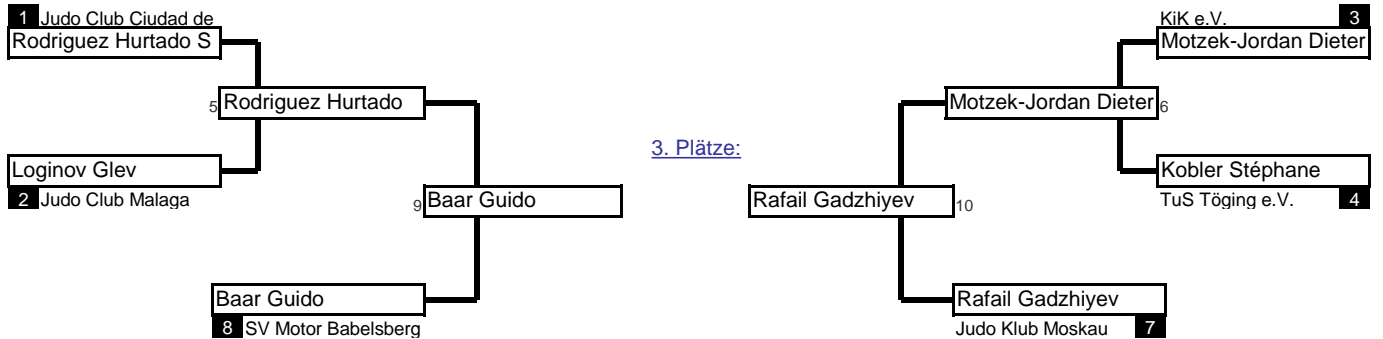 1 Judo Club Ciudad de
Rodriguez Hurtado S
5 Rodriguez Hurtado
Loginov Glev
2 Judo Club Malaga
9 Baar Guido
Baar Guido
8 SV Motor Babelsberg
3. Plätze:
KiK e.V. 3
Motzek-Jordan Dieter
Motzek-Jordan Dieter 6
Kobler Stéphane
TuS Töging e.V. 4
Rafail Gadzhiyev 10
Rafail Gadzhiyev
Judo Klub Moskau 7